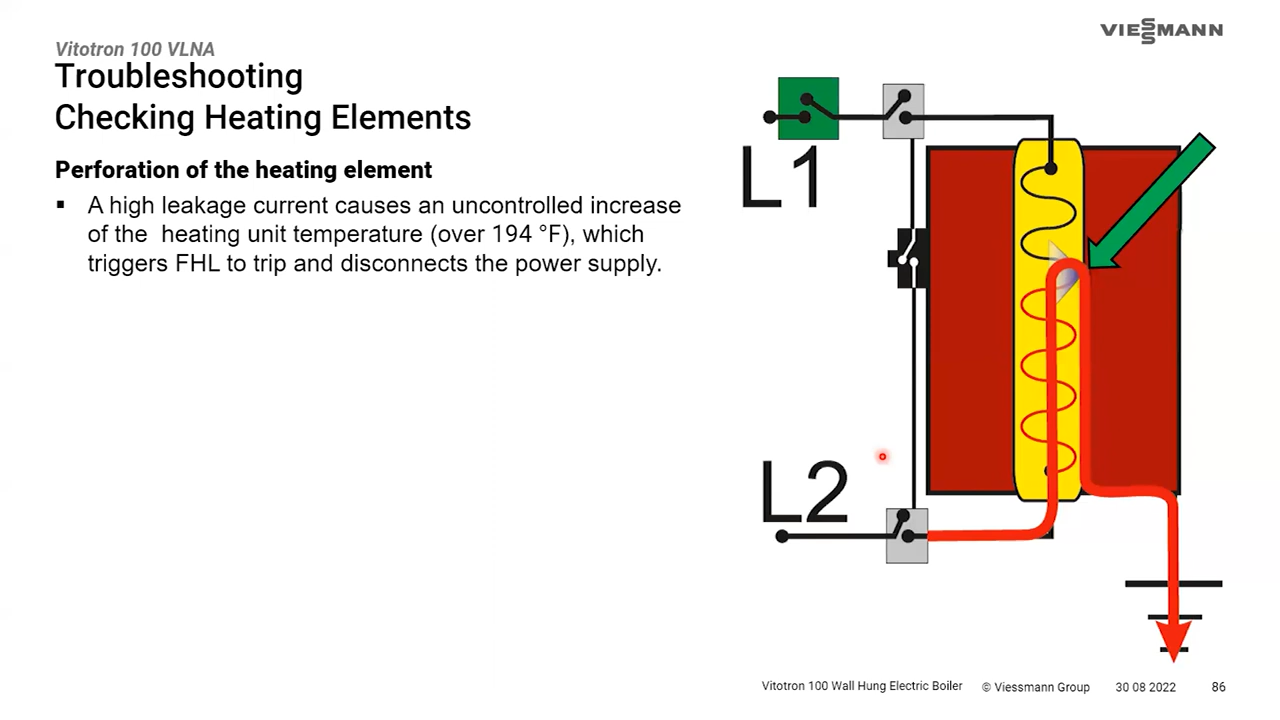 VIESSMANN
Vitotron 100 VLNA
Troubleshooting
Checking Heating Elements
Perforation of the heating element
▪ A high leakage current causes an uncontrolled increase
of the heating unit temperature (over 194 °F), which
triggers FHL to trip and disconnects the power supply.
L1
L2
Vitotron 100 Wall Hung Electric Boiler © Viessmann Group 30 08 2022 86